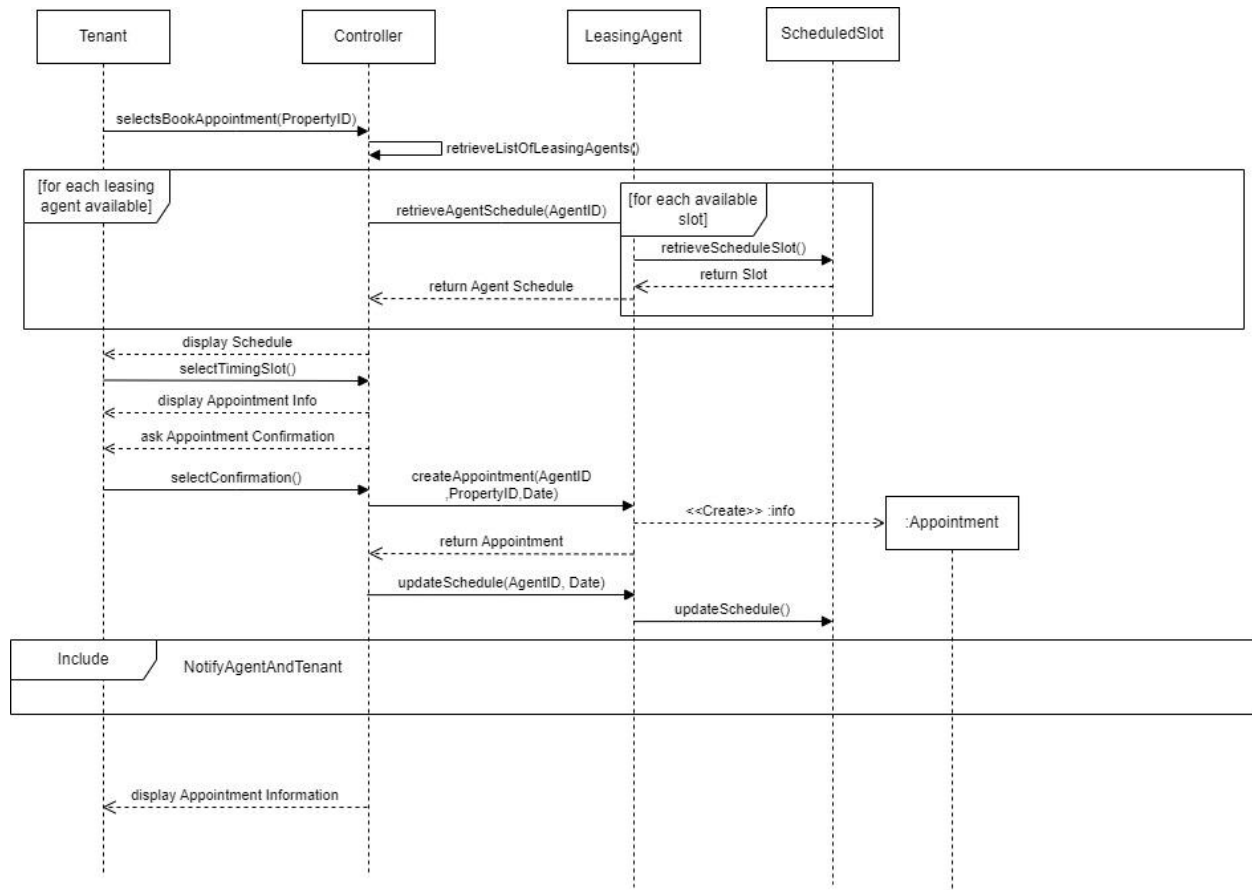 Tenant
Controller
LeasingAgent
ScheduledSlot
selectsBookAppointment(PropertyID)
retrieveListOfLeasingAgents()
[for each leasing
agent available]
[for each available
slot]
retrieveAgentSchedule(AgentID)
retrieveScheduleSlot()
return Slot
return Agent Schedule
display Schedule
selectTimingSlot()
display Appointment Info
ask Appointment Confirmation
selectConfirmation()
createAppointment(AgentID
,PropertyID,Date)
<<Create>> :info
:Appointment
return Appointment
updateSchedule(AgentID, Date)
updateSchedule()
Include
NotifyAgentAndTenant
display Appointment Information